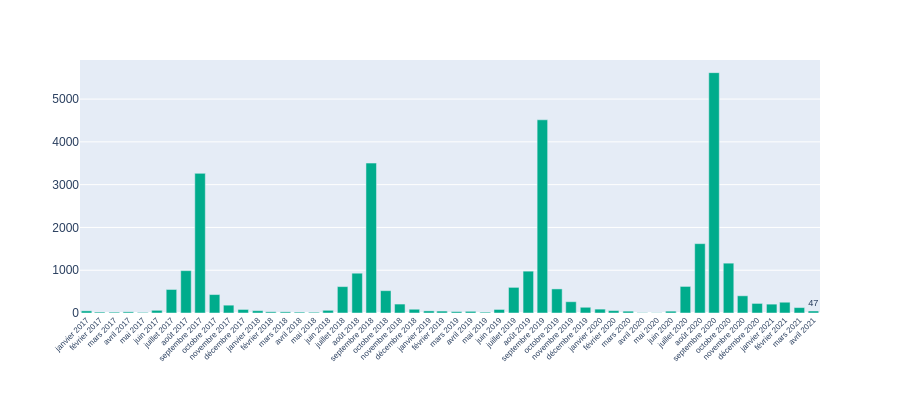 5000
4000
3000
2000
1000
0
47
janvier 2017
février 2017
mars 2017
avril 2017
mai 2017
juin 2017
juillet 2017
août 2017
septembre 2017
octobre 2017
novembre 2017
décembre 2017
janvier 2018
février 2018
mars 2018
avril 2018
mai 2018
juin 2018
juillet 2018
août 2018
septembre 2018
octobre 2018
novembre 2018
décembre 2018
janvier 2019
février 2019
mars 2019
avril 2019
mai 2019
juin 2019
juillet 2019
août 2019
septembre 2019
octobre 2019
novembre 2019
décembre 2019
janvier 2020
février 2020
mars 2020
avril 2020
mai 2020
juin 2020
juillet 2020
août 2020
septembre 2020
octobre 2020
novembre 2020
décembre 2020
janvier 2021
février 2021
mars 2021
avril 2021